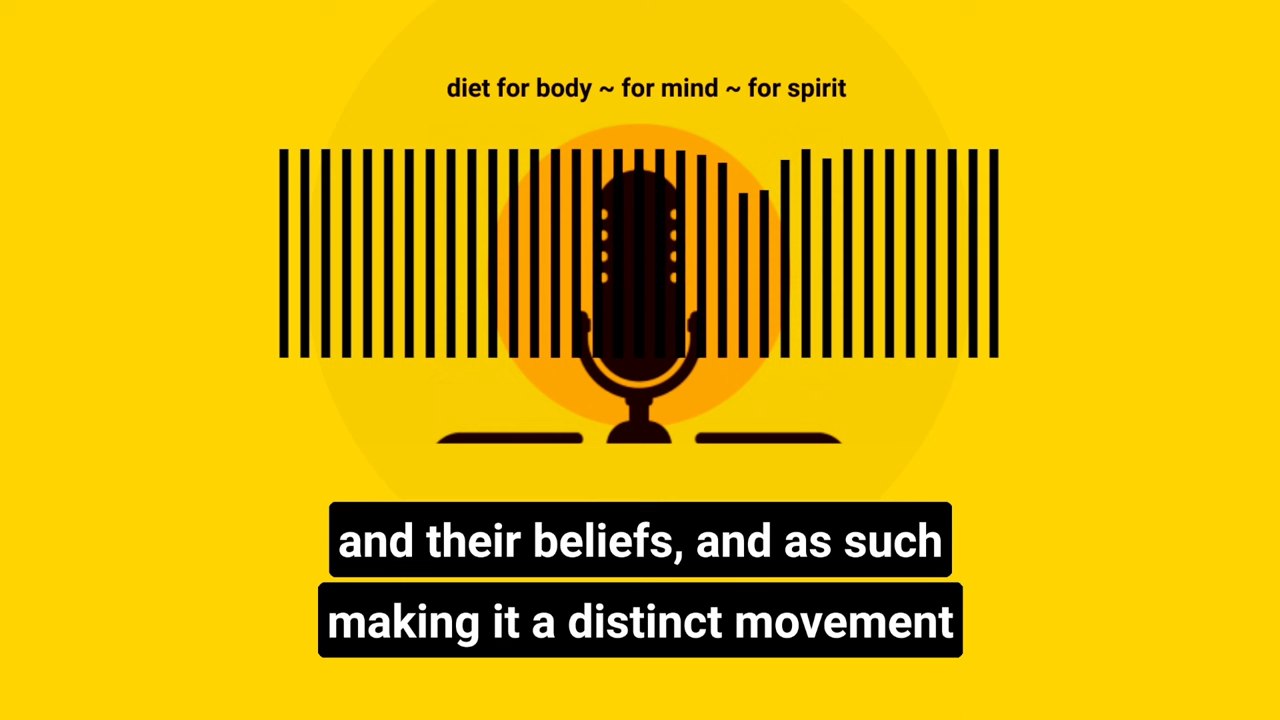 diet for body ~ for mind ~ for spirit
and their beliefs, and as such
making it a distinct movement